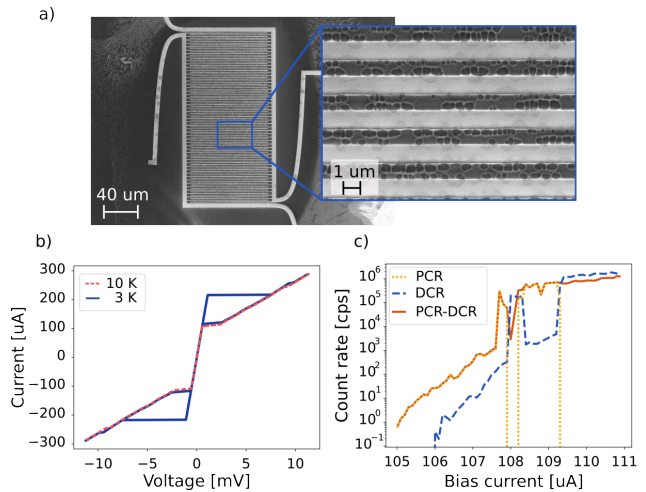 a)
40 um
1 um
b)
300
200
100
0
−100
−200
−300
Current [uA]
10 K
3 K
−10
−5
0
5
10
Voltage [mV]
c)
10^6
10^5
10^4
10^3
10^2
10^1
10^0
10^−1
Count rate [cps]
PCR
DCR
PCR-DCR
105
106
107
108
109
110
111
Bias current [uA]